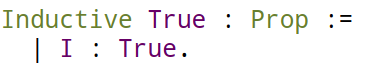 Inductive True : Prop :=
  | I : True.